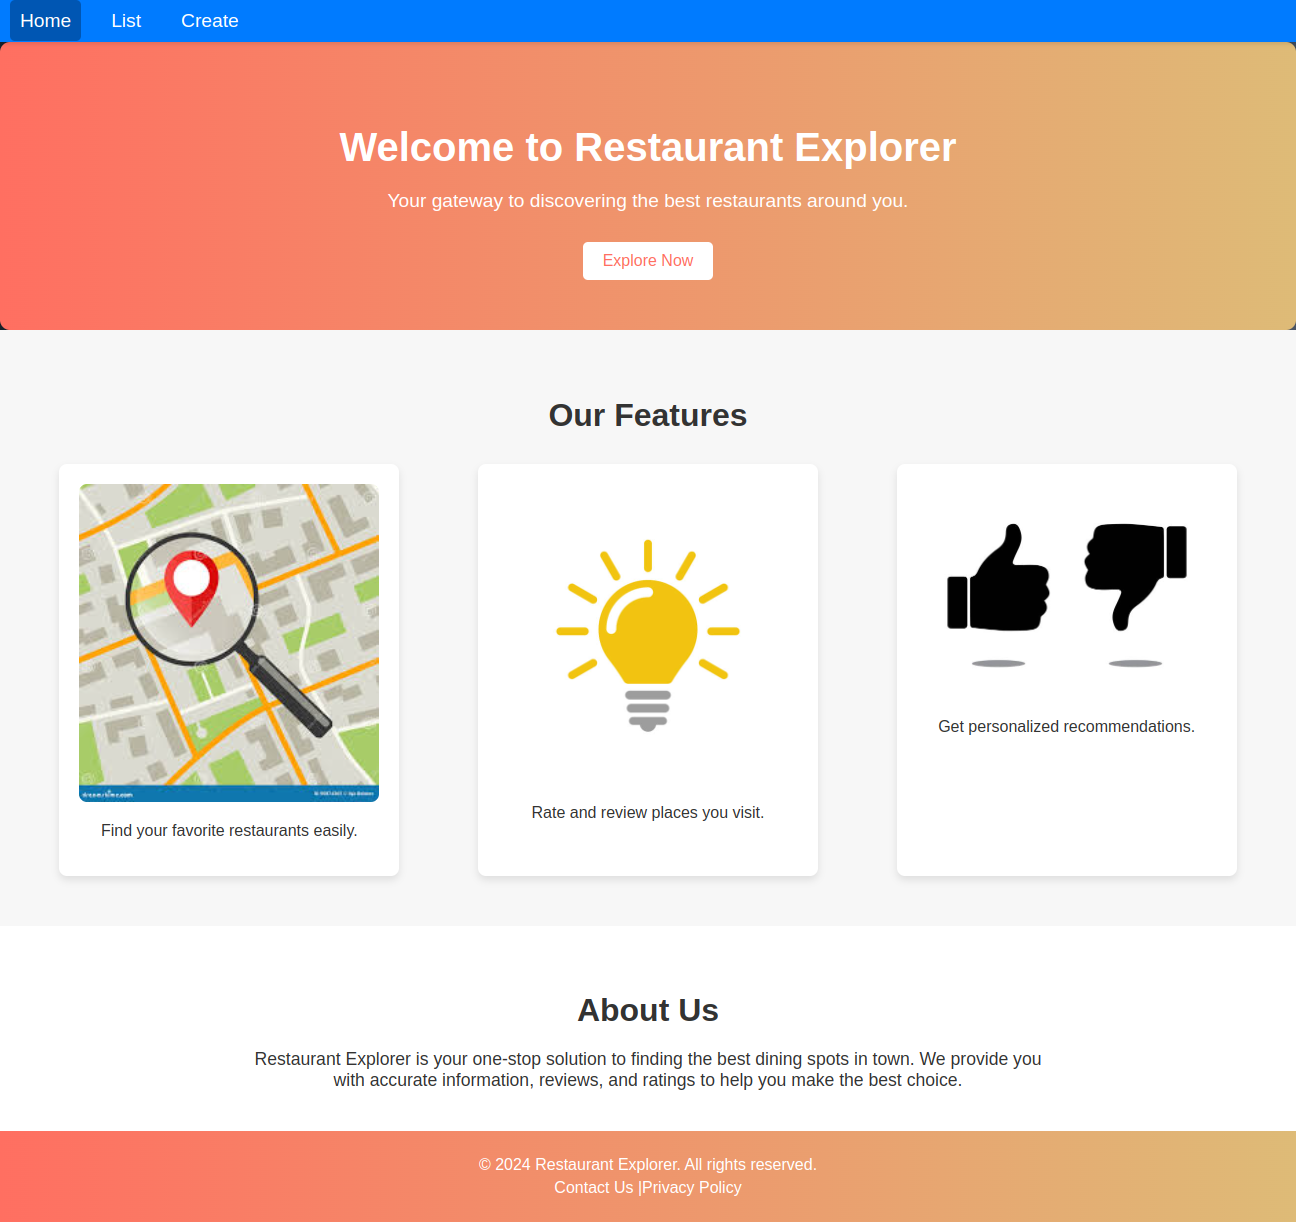 Home List Create
Welcome to Restaurant Explorer
Your gateway to discovering the best restaurants around you.
Explore Now
Our Features
Find your favorite restaurants easily.
Rate and review places you visit.
Get personalized recommendations.
About Us
Restaurant Explorer is your one-stop solution to finding the best dining spots in town. We provide you
with accurate information, reviews, and ratings to help you make the best choice.
© 2024 Restaurant Explorer. All rights reserved.
Contact Us |Privacy Policy